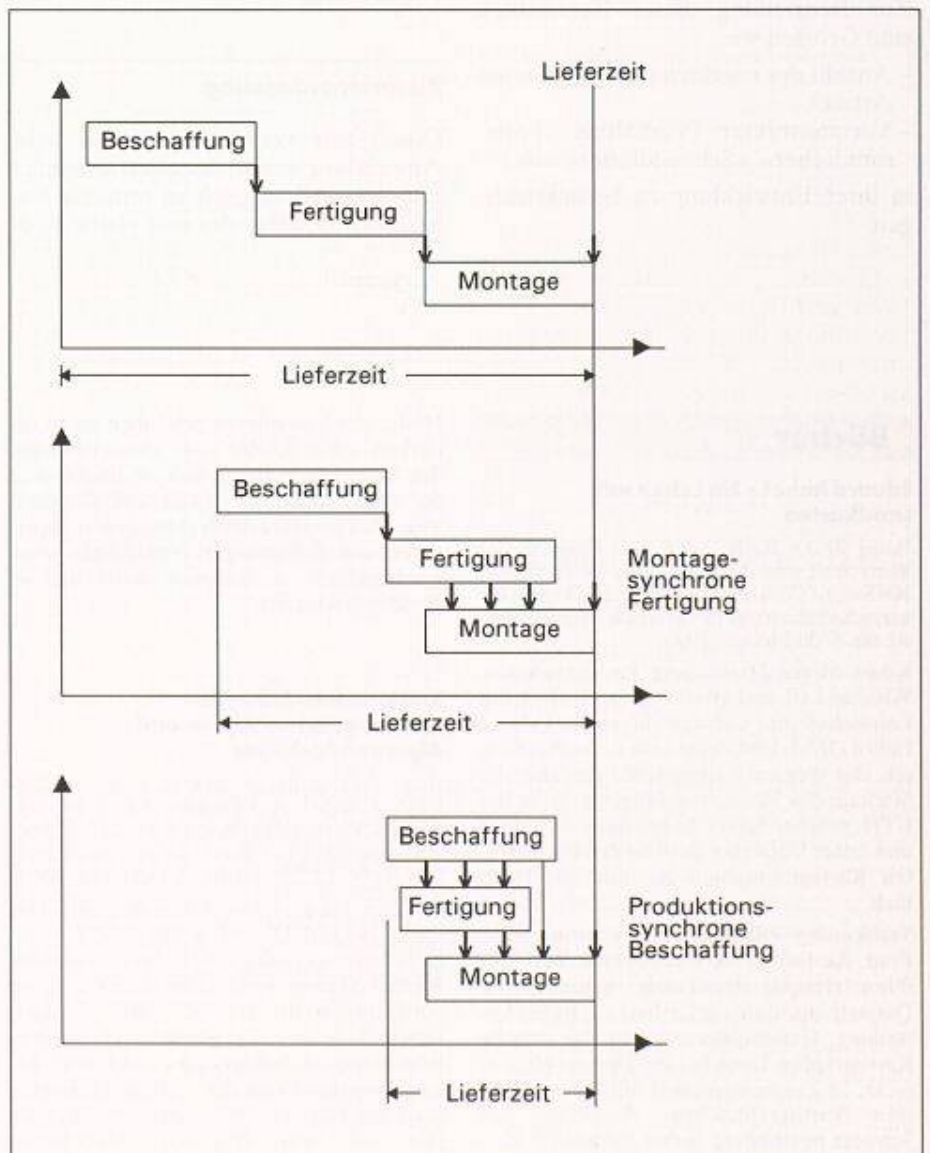 Lieferzeit
Beschaffung
Fertigung
Montage
Lieferzeit
Beschaffung
Fertigung
Montage-
synchrone
Fertigung
Montage
Lieferzeit
Beschaffung
Fertigung
Produktions-
synchrone
Beschaffung
Montage
Lieferzeit